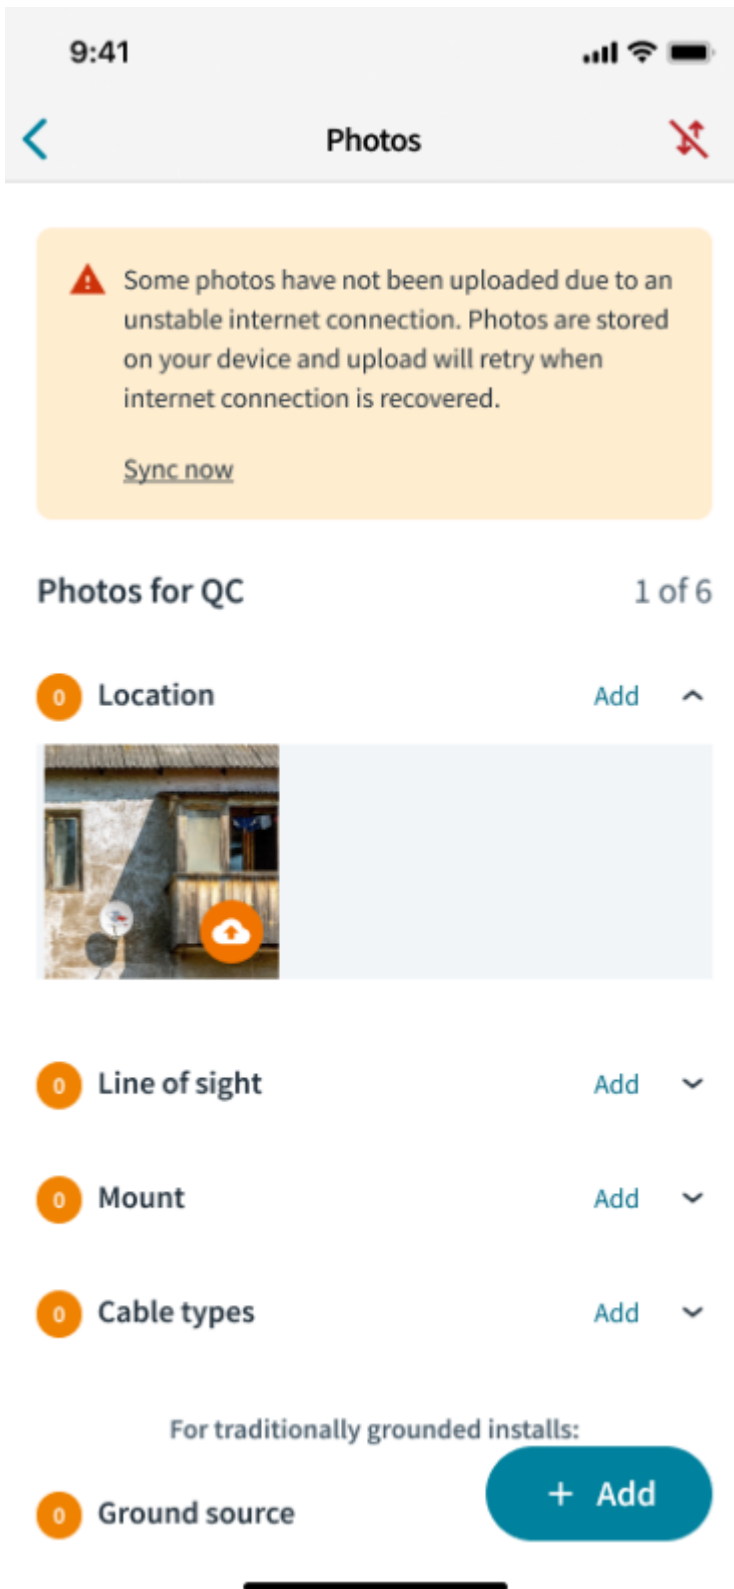 9:41
Photos
Some photos have not been uploaded due to an
unstable internet connection. Photos are stored
on your device and upload will retry when
internet connection is recovered.
Sync now
Photos for QC
1 of 6
0 Location Add
0 Line of sight Add
0 Mount Add
0 Cable types Add
For traditionally grounded installs:
0 Ground source
+ Add